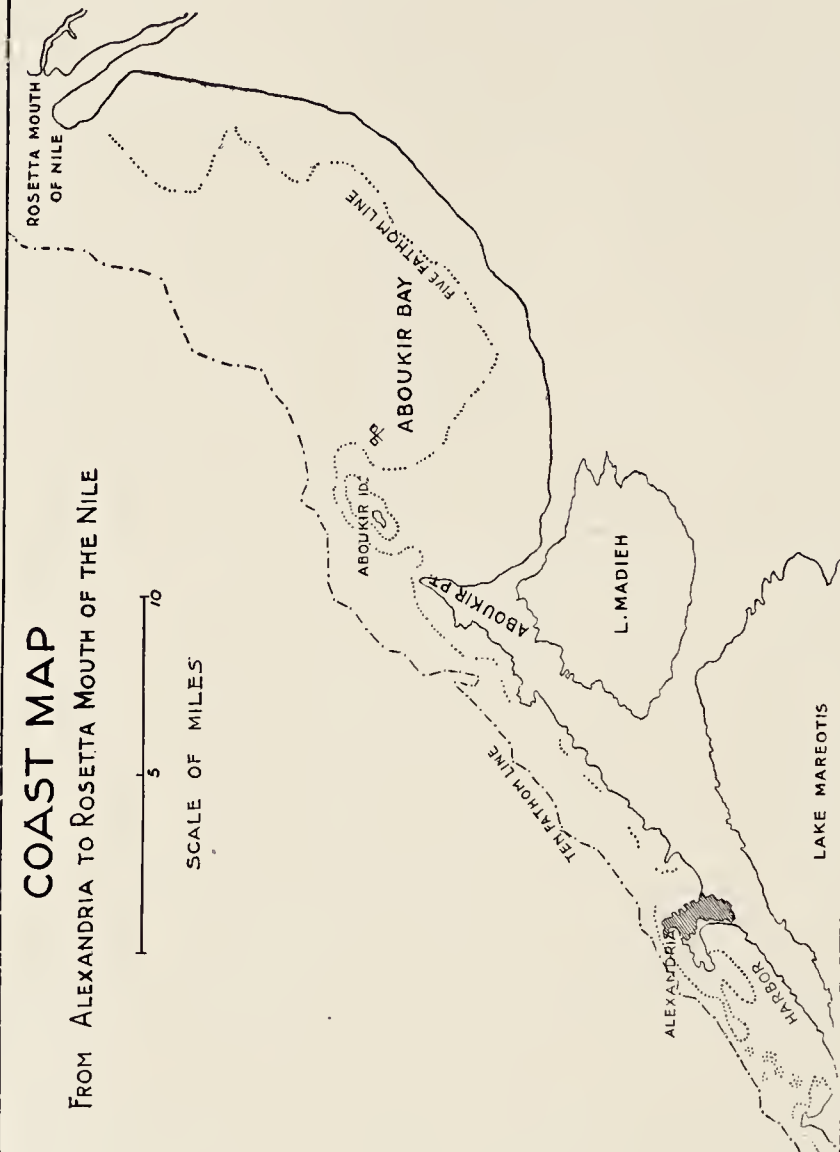 COAST MAP
FROM ALEXANDRIA TO ROSETTA MOUTH OF THE NILE
5
10
SCALE OF MILES
ROSETTA MOUTH
OF NILE
FIVE FATHOM LINE
ABOUKIR BAY
ABOUKIR ID.
ABOUKIR PT.
L. MADIEH
TEN FATHOM LINE
ALEXANDRIA
HARBOR
LAKE MAREOTIS